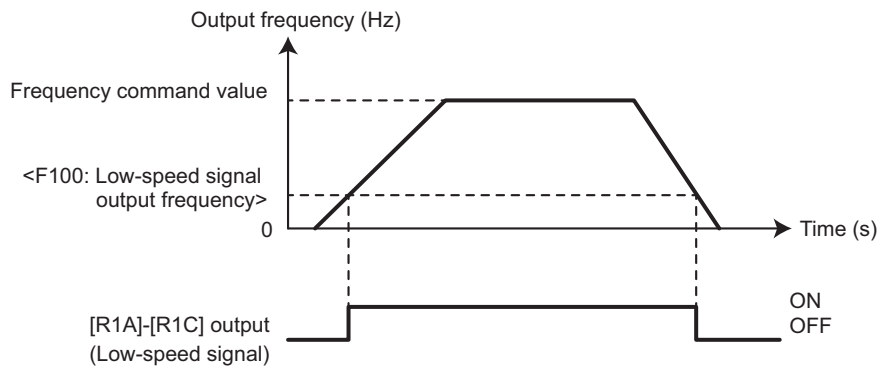 Output frequency (Hz)
Frequency command value
<F100: Low-speed signal
output frequency>
0
Time (s)
[R1A]-[R1C] output
(Low-speed signal)
ON
OFF